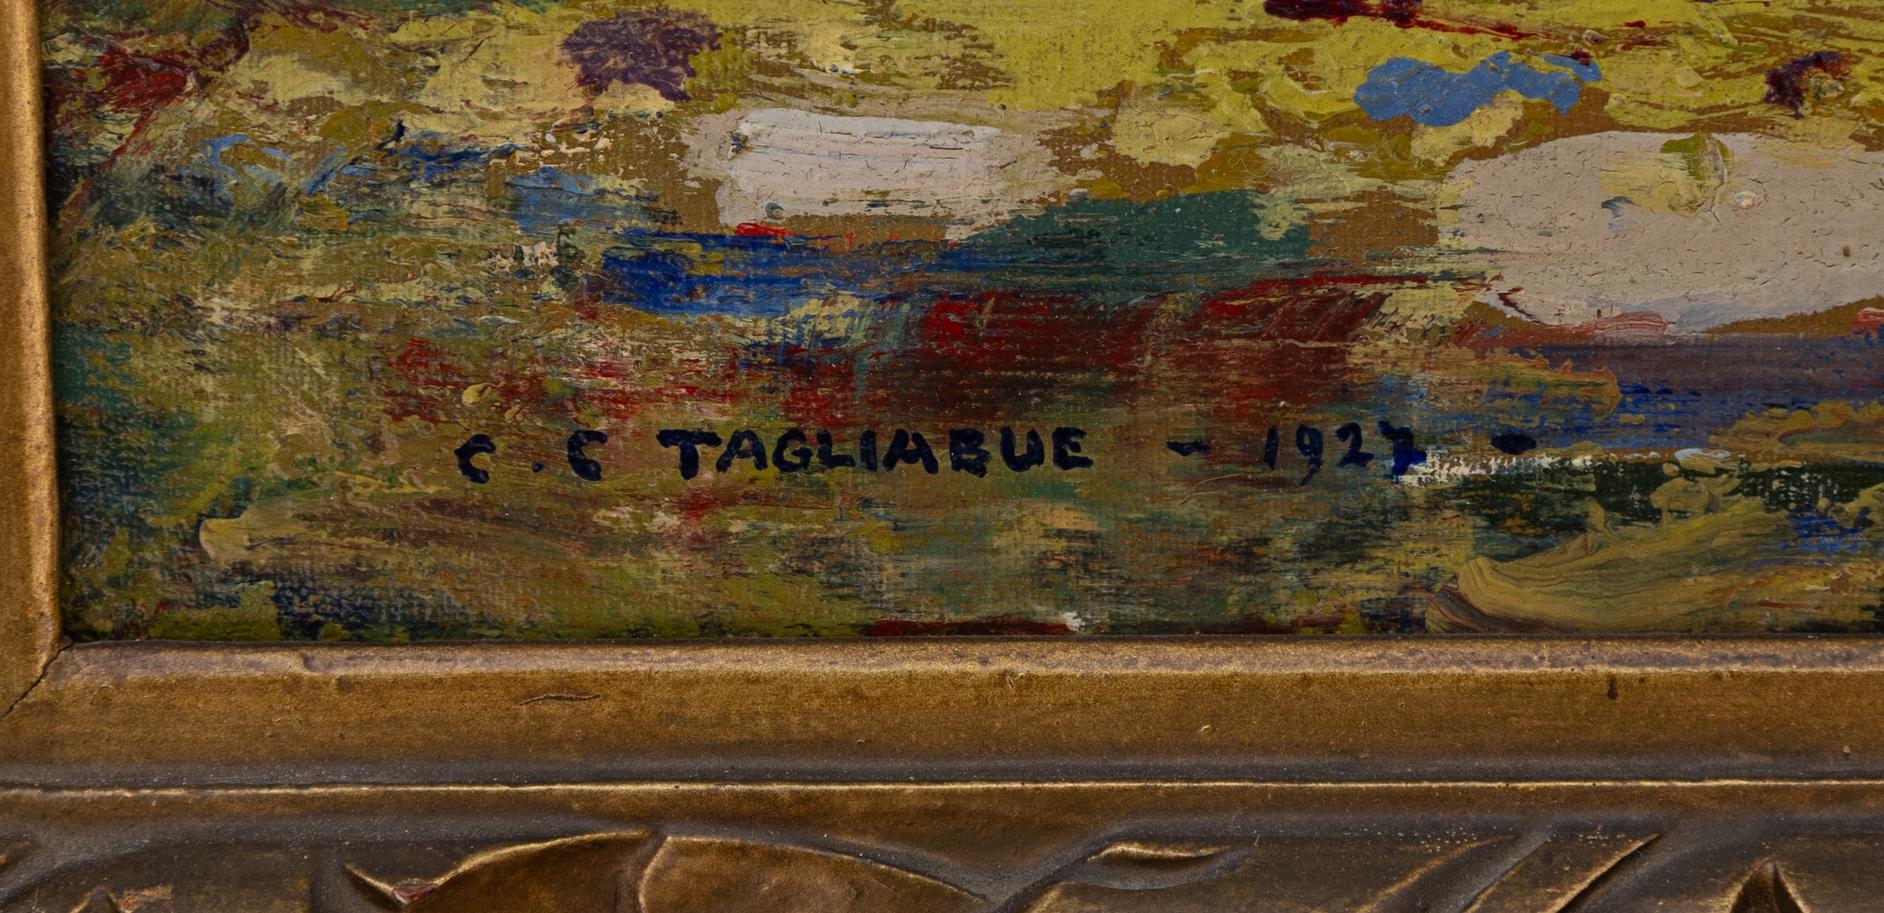 C . C TAGLIABUE - 1927 -